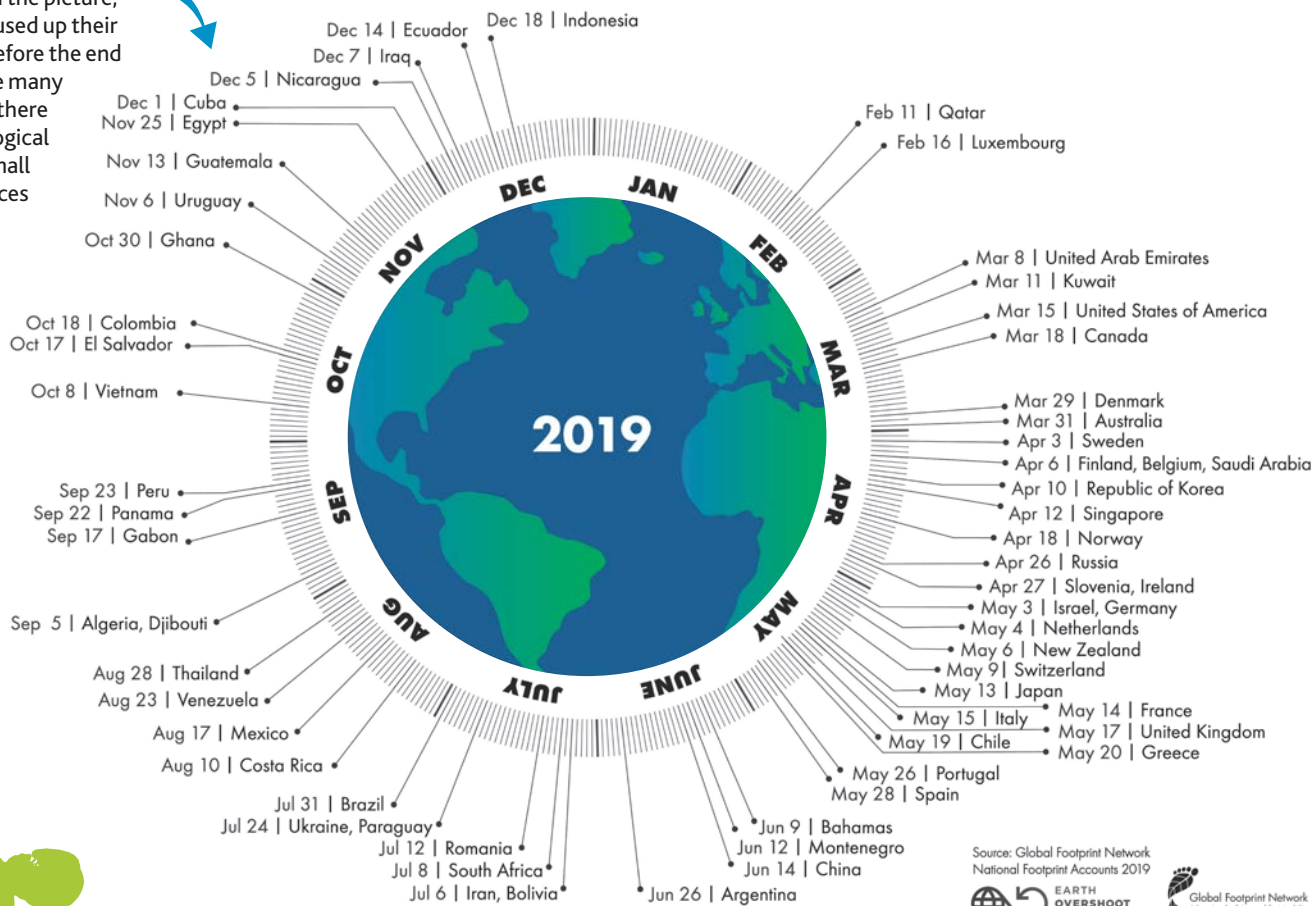 the picture,
used up their
efore the end
e many
there
ogical
mall
ces
Dec 18 | Indonesia
Dec 14 | Ecuador
Dec 7 | Iraq
Dec 5 | Nicaragua
Dec 1 | Cuba
Nov 25 | Egypt
Nov 13 | Guatemala
Nov 6 | Uruguay
Oct 30 | Ghana
Oct 18 | Colombia
Oct 17 | El Salvador
Oct 8 | Vietnam
Sep 23 | Peru
Sep 22 | Panama
Sep 17 | Gabon
Sep 5 | Algeria, Djibouti
Aug 28 | Thailand
Aug 23 | Venezuela
Aug 17 | Mexico
Aug 10 | Costa Rica
Jul 31 | Brazil
Jul 24 | Ukraine, Paraguay
Jul 12 | Romania
Jul 8 | South Africa
Jul 6 | Iran, Bolivia
JAN
FEB
MAR
APR
MAY
JUNE
JULY
AUG
SEP
OCT
NOV
DEC
2019
Feb 11 | Qatar
Feb 16 | Luxembourg
Mar 8 | United Arab Emirates
Mar 11 | Kuwait
Mar 15 | United States of America
Mar 18 | Canada
Mar 29 | Denmark
Mar 31 | Australia
Apr 3 | Sweden
Apr 6 | Finland, Belgium, Saudi Arabia
Apr 10 | Republic of Korea
Apr 12 | Singapore
Apr 18 | Norway
Apr 26 | Russia
Apr 27 | Slovenia, Ireland
May 3 | Israel, Germany
May 4 | Netherlands
May 6 | New Zealand
May 9| Switzerland
May 13 | Japan
May 14 | France
May 15 | Italy
May 17 | United Kingdom
May 19 | Chile
May 20 | Greece
May 26 | Portugal
May 28 | Spain
Jun 9 | Bahamas
Jun 12 | Montenegro
Jun 14 | China
Jun 26 | Argentina
Source: Global Footprint Network
National Footprint Accounts 2019
EARTH
OVERSHOOT
Global Footprint Network